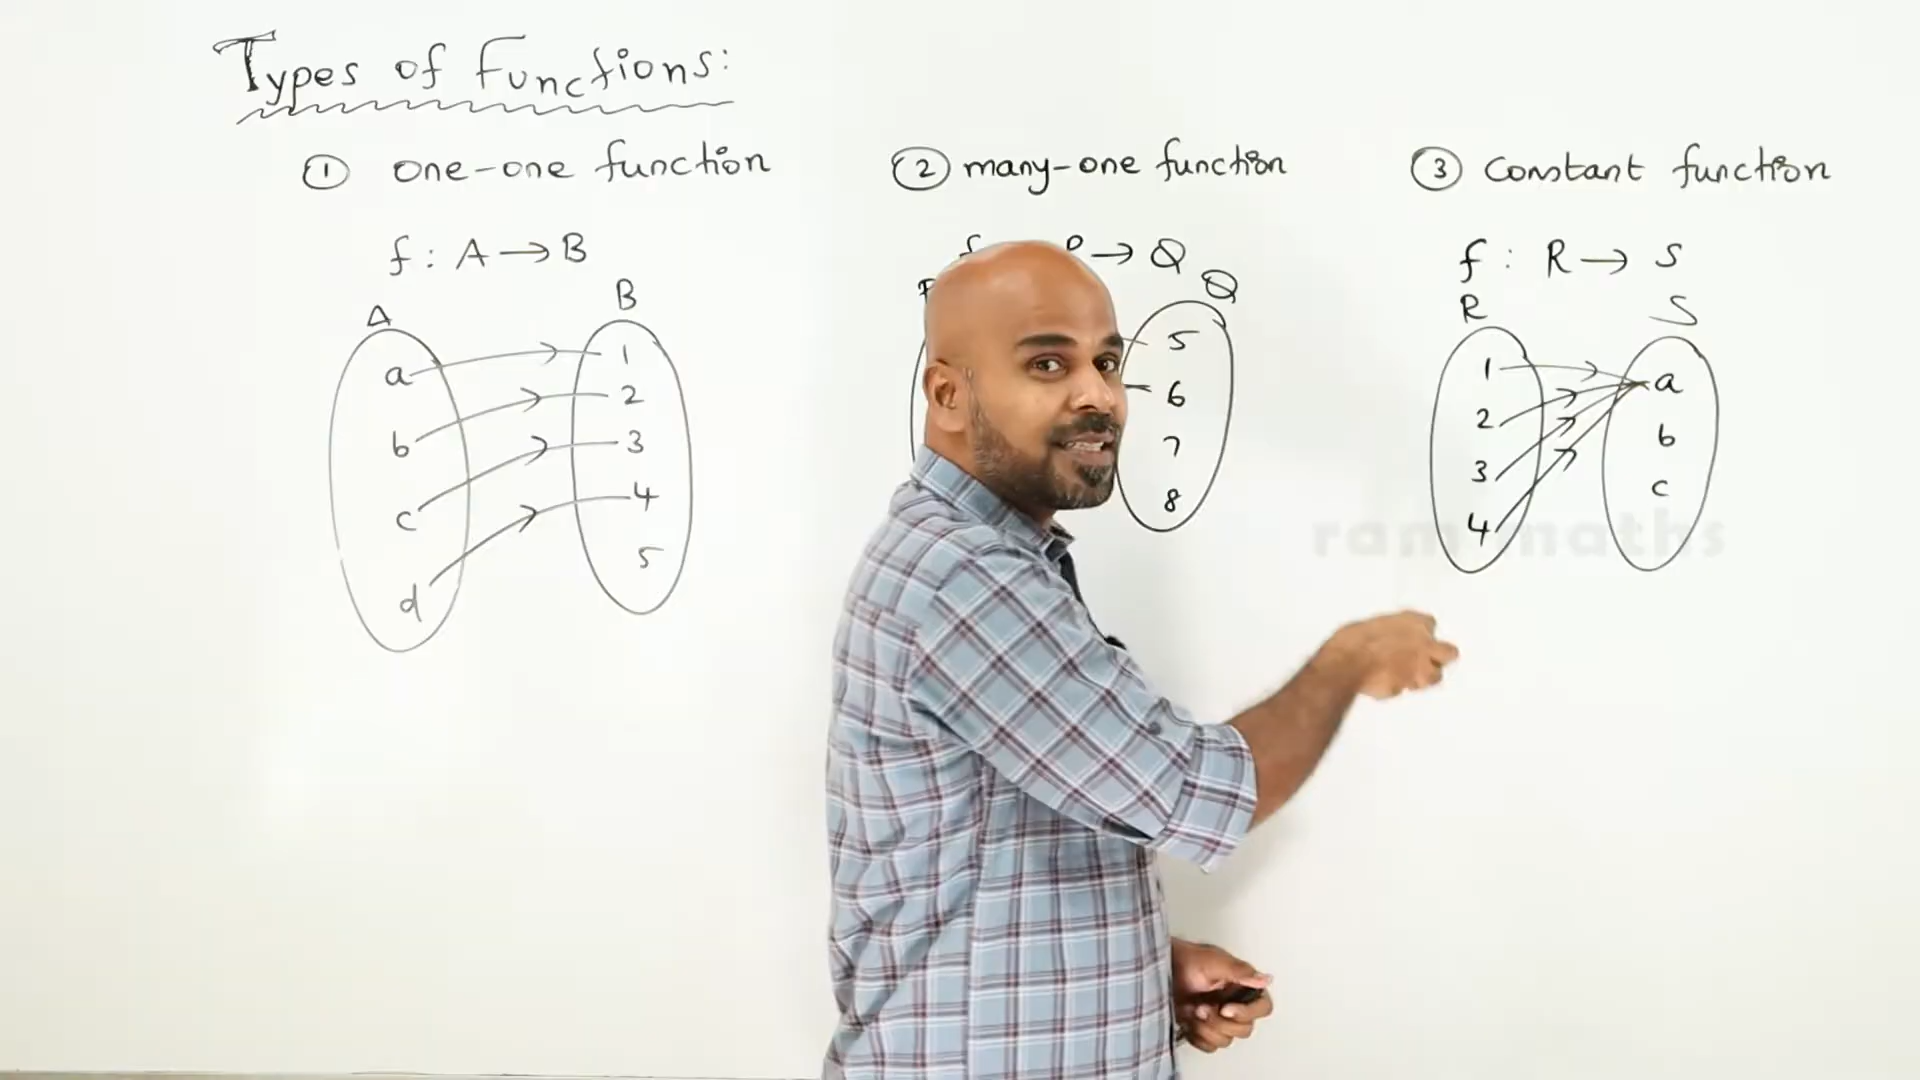 Types of Functions:
① one-one function
f : A → B
A
B
a
b
c
d
1
2
3
4
5
② many-one function
→ Q
Q
5
6
7
8
③ constant function
f : R → S
R
S
1
2
3
4
a
b
c